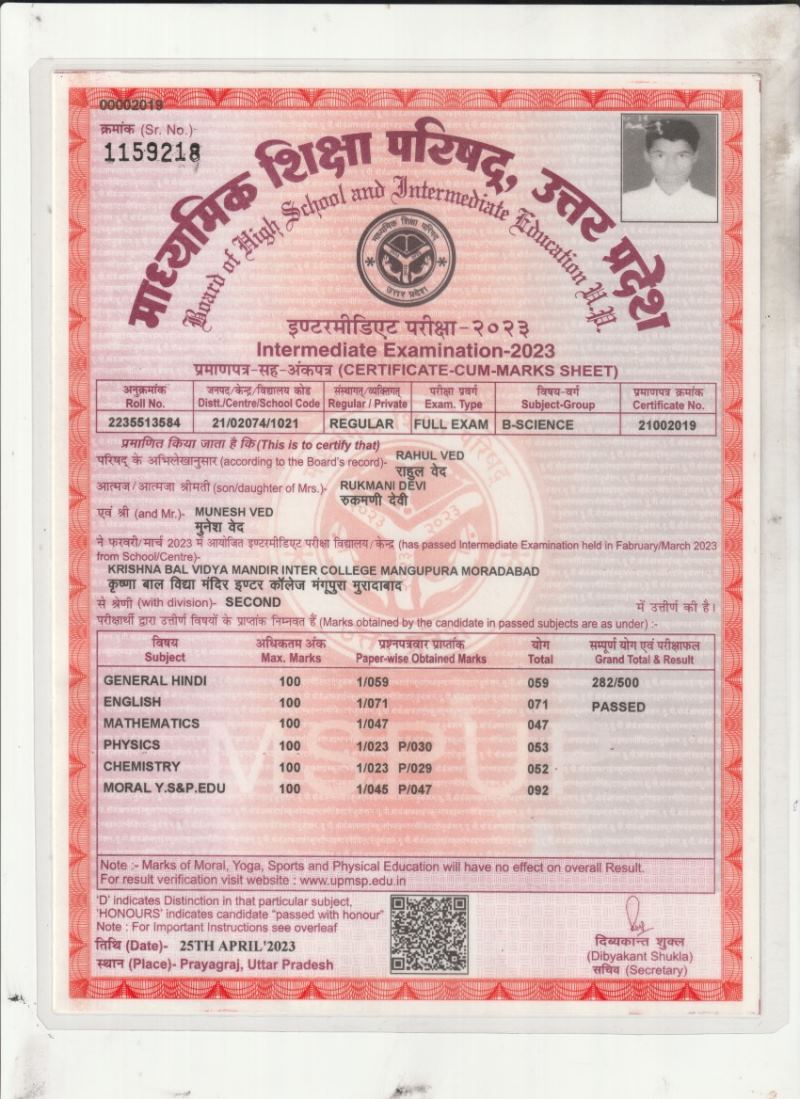 00002019
क्रमांक (Sr. No.)-
1159218
माध्यमिक शिक्षा परिषद्, उत्तर प्रदेश
Board of High School and Intermediate Education U.P.
माध्यमिक शिक्षा परिषद्
उत्तर प्रदेश
इण्टरमीडिएट परीक्षा-२०२३
Intermediate Examination-2023
प्रमाणपत्र-सह-अंकपत्र (CERTIFICATE-CUM-MARKS SHEET)
अनुक्रमांक जनपद/केन्द्र/विद्यालय कोड संस्थागत/व्यक्तिगत परीक्षा प्रवर्ग विषय-वर्ग प्रमाणपत्र क्रमांक
Roll No. Distt./Centre/School Code Regular / Private Exam. Type Subject-Group Certificate No.
2235513584 21/02074/1021 REGULAR FULL EXAM B-SCIENCE 21002019
प्रमाणित किया जाता है कि(This is to certify that)
परिषद् के अभिलेखानुसार (according to the Board's record)- RAHUL VED
राहुल वेद
आत्मज/आत्मजा श्रीमती (son/daughter of Mrs.)- RUKMANI DEVI
रुकमणी देवी
एवं श्री (and Mr.)- MUNESH VED
मुनेश वेद
ने फरवरी/मार्च 2023 में आयोजित इण्टरमीडिएट परीक्षा विद्यालय/केन्द्र (has passed Intermediate Examination held in Fabruary/March 2023
from School/Centre)-
KRISHNA BAL VIDYA MANDIR INTER COLLEGE MANGUPURA MORADABAD
कृष्णा बाल विद्या मंदिर इण्टर कॉलेज मंगूपुरा मुरादाबाद
से श्रेणी (with division)- SECOND में उत्तीर्ण की है।
परीक्षार्थी द्वारा उत्तीर्ण विषयों के प्राप्तांक निम्नवत हैं (Marks obtained by the candidate in passed subjects are as under) :-
विषय अधिकतम अंक प्रश्नपत्रवार प्राप्तांक योग सम्पूर्ण योग एवं परीक्षाफल
Subject Max. Marks Paper-wise Obtained Marks Total Grand Total & Result
GENERAL HINDI 100 1/059 059 282/500
ENGLISH 100 1/071 071 PASSED
MATHEMATICS 100 1/047 047
PHYSICS 100 1/023 P/030 053
CHEMISTRY 100 1/023 P/029 052
MORAL Y.S&P.EDU 100 1/045 P/047 092
Note :- Marks of Moral, Yoga, Sports and Physical Education will have no effect on overall Result.
For result verification visit website : www.upmsp.edu.in
'D' indicates Distinction in that particular subject,
'HONOURS' indicates candidate "passed with honour"
Note : For Important Instructions see overleaf
तिथि (Date)- 25TH APRIL'2023
स्थान (Place)- Prayagraj, Uttar Pradesh
दिब्यकान्त शुक्ल
(Dibyakant Shukla)
सचिव (Secretary)